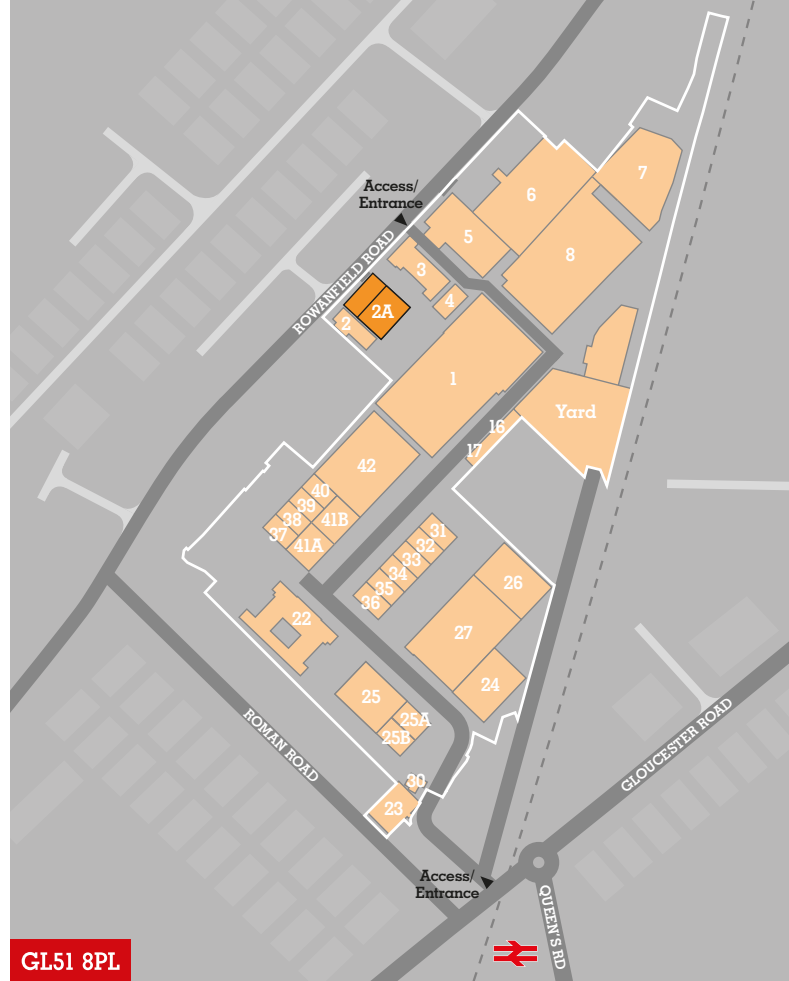 7
Access/
Entrance
6
5
8
ROWANFIELD ROAD
3
4
2A
2
1
Yard
16
17
42
40
39
38
37
41B
41A
31
32
33
34
35
36
26
22
27
24
25
25A
25B
ROMAN ROAD
GLOUCESTER ROAD
30
23
Access/
Entrance
QUEEN'S RD
GL51 8PL